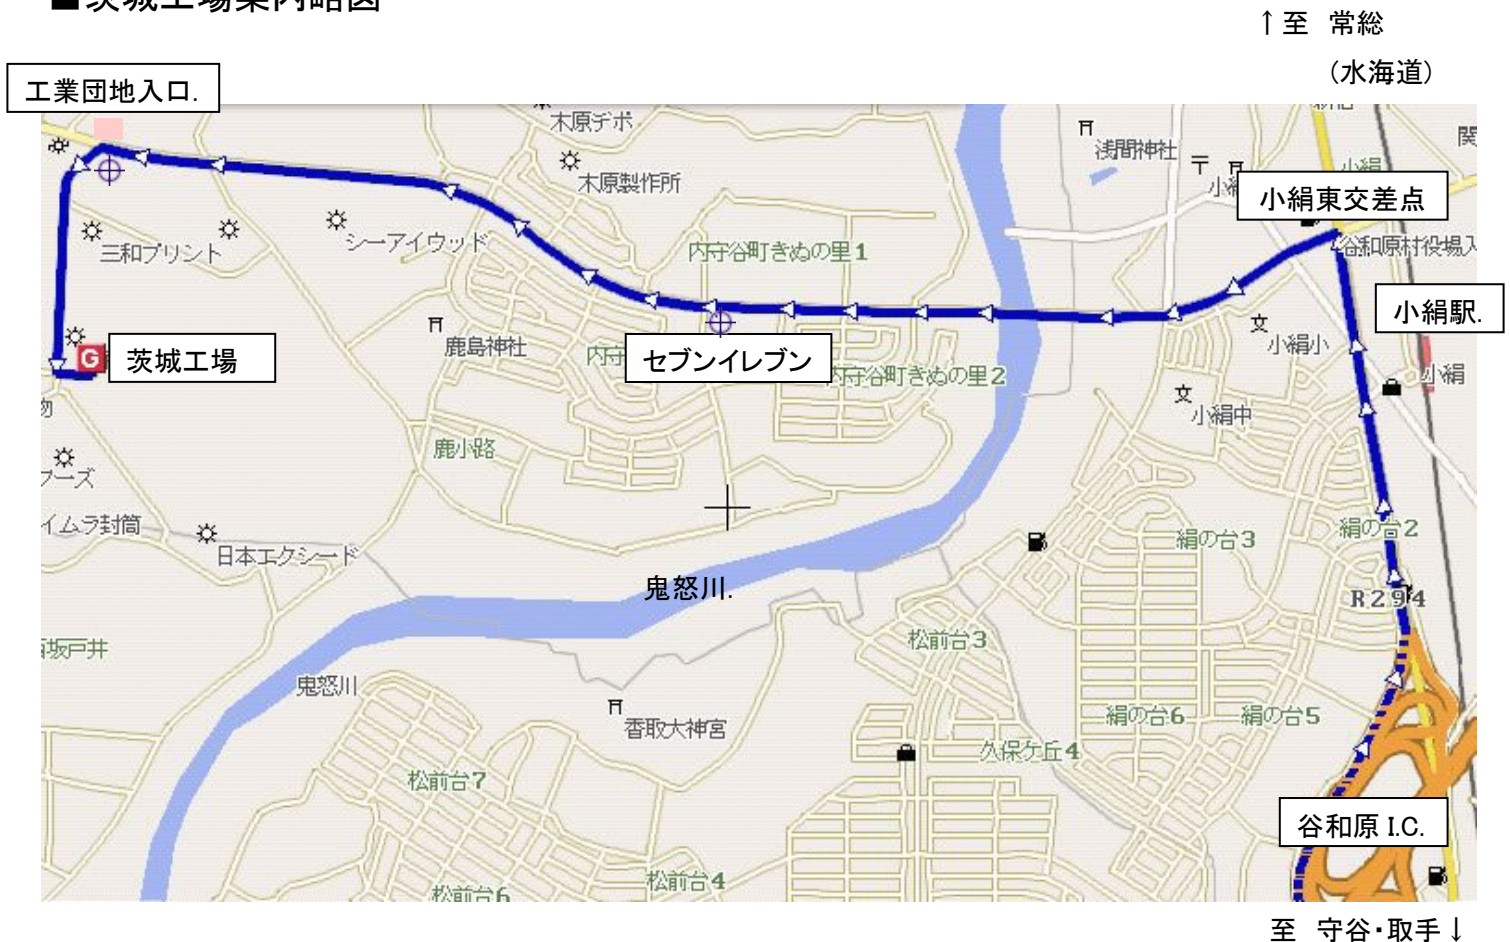 ■茨城工場案内略図
↑至 常総
(水海道)
工業団地入口.
木原デポ
木原製作所
浅間神社
小絹
小絹東交差点
谷和原村役場入
三和プリント
シーアイウッド
内守谷町きぬの里1
小絹駅.
茨城工場
鹿島神社
セブンイレブン
内守谷町きぬの里2
小絹小
小絹
小絹中
鹿小路
フーズ
イムラ封筒
日本エクシード
絹の台3
絹の台2
鬼怒川.
R294
松前台3
坂戸井
鬼怒川
香取大神宮
絹の台6
絹の台5
久保ケ丘4
松前台7
谷和原 I.C.
松前台4
松前台6
至 守谷・取手↓